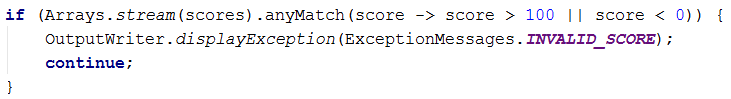 if (Arrays.stream(scores).anyMatch(score -> score > 100 || score < 0)) {
    OutputWriter.displayException(ExceptionMessages.INVALID_SCORE);
    continue;
}